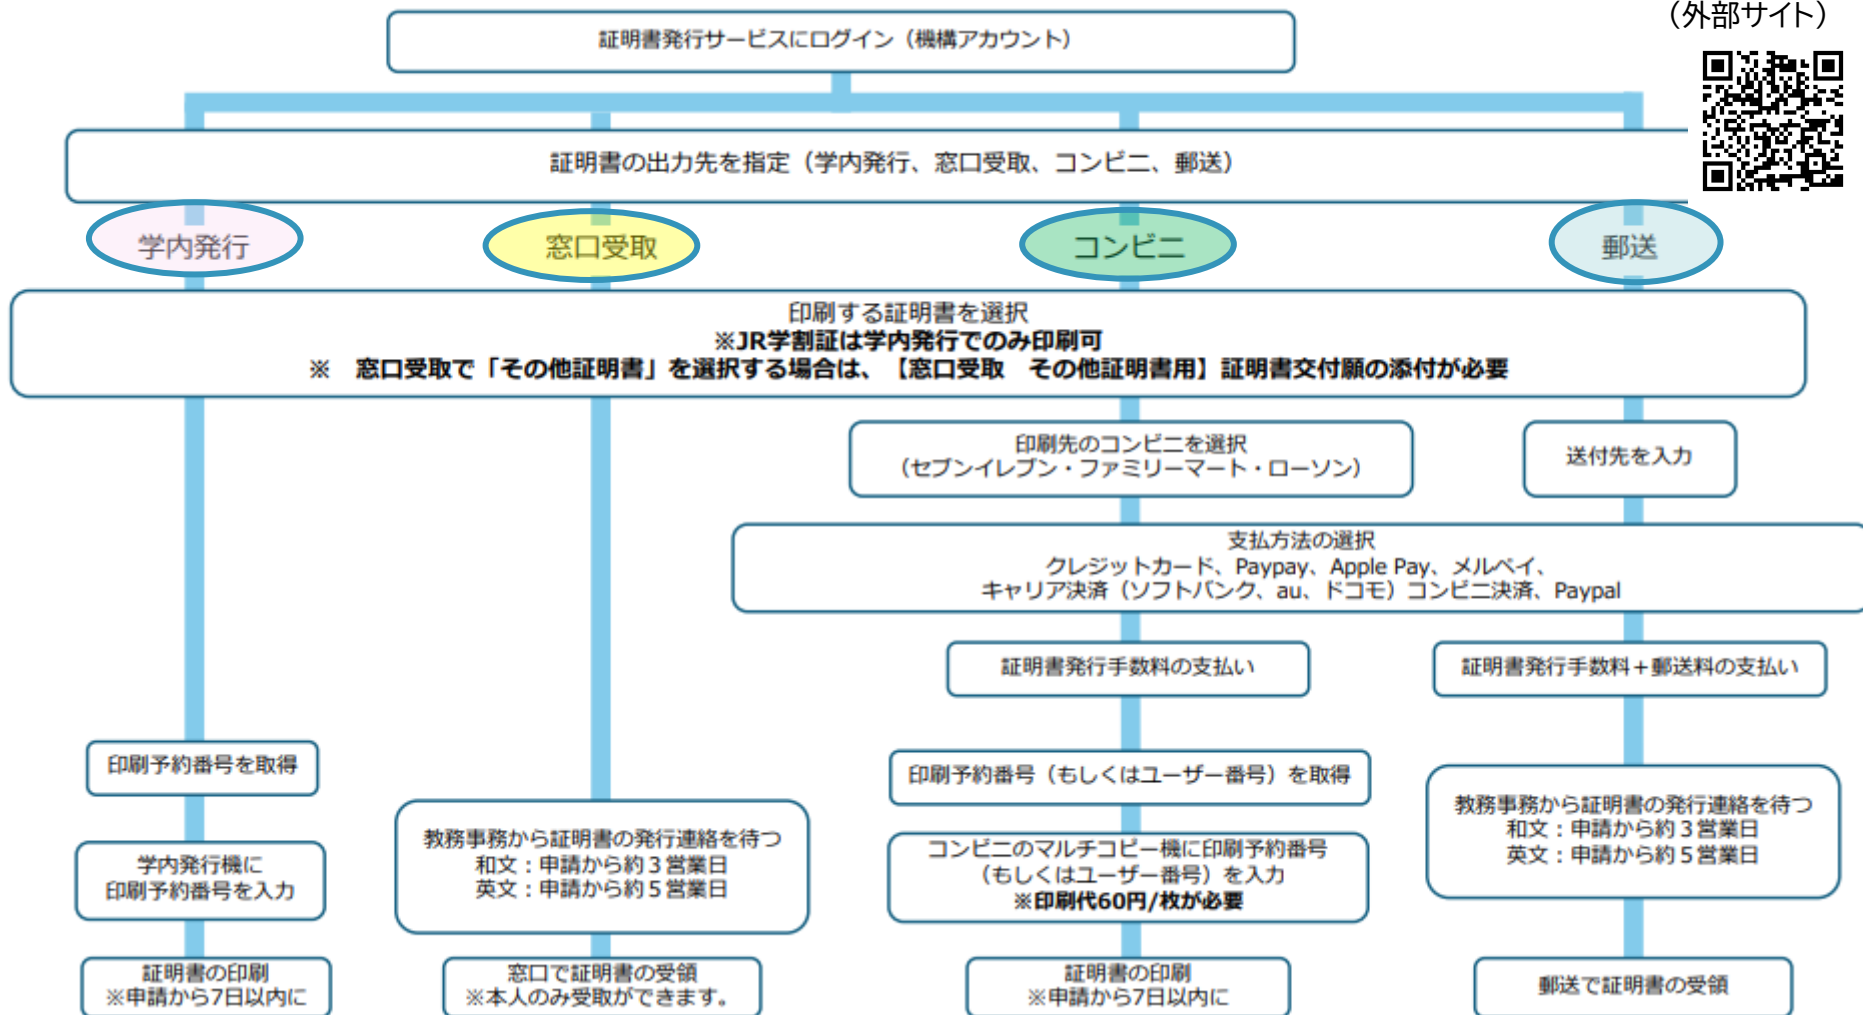 （外部サイト）
証明書発行サービスにログイン（機構アカウント）
証明書の出力先を指定（学内発行、窓口受取、コンビニ、郵送）
学内発行
窓口受取
コンビニ
郵送
印刷する証明書を選択
※JR学割証は学内発行でのみ印刷可
※　窓口受取で「その他証明書」を選択する場合は、【窓口受取　その他証明書用】証明書交付願の添付が必要
印刷先のコンビニを選択
（セブンイレブン・ファミリーマート・ローソン）
送付先を入力
支払方法の選択
クレジットカード、Paypay、Apple Pay、メルペイ、
キャリア決済（ソフトバンク、au、ドコモ）コンビニ決済、Paypal
証明書発行手数料の支払い
証明書発行手数料＋郵送料の支払い
印刷予約番号を取得
学内発行機に
印刷予約番号を入力
証明書の印刷
※申請から7日以内に
教務事務から証明書の発行連絡を待つ
和文：申請から約３営業日
英文：申請から約５営業日
窓口で証明書の受領
※本人のみ受取ができます。
印刷予約番号（もしくはユーザー番号）を取得
コンビニのマルチコピー機に印刷予約番号
（もしくはユーザー番号）を入力
※印刷代60円/枚が必要
証明書の印刷
※申請から7日以内に
教務事務から証明書の発行連絡を待つ
和文：申請から約３営業日
英文：申請から約５営業日
郵送で証明書の受領